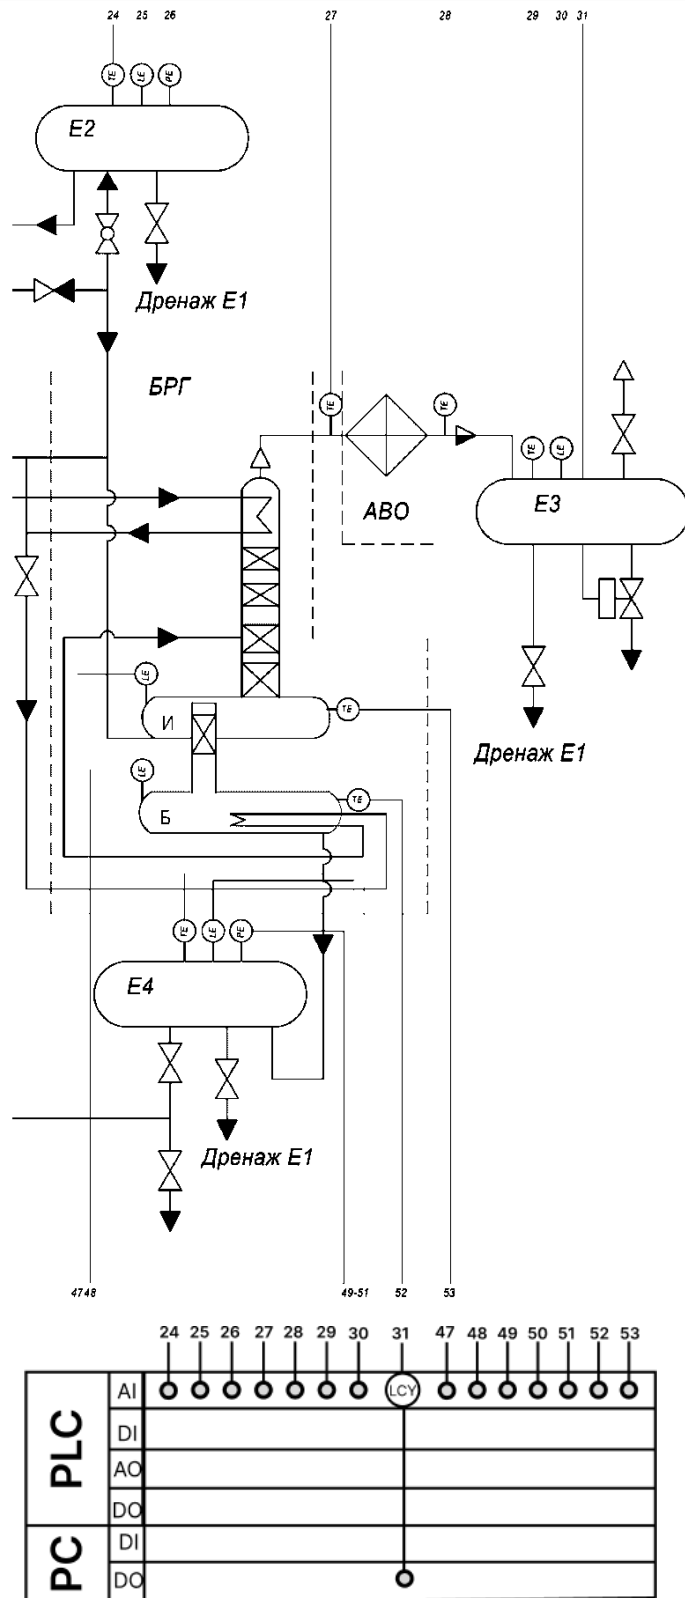 24 25 26 27 28 29 30 31
TE LE PE
E2
Дренаж E1
БРГ
TE TE TE LE
АВО E3
LE
И TE
Дренаж E1
LE
Б TE
TE LE PE
E4
Дренаж E1
47 48 49-51 52 53
24 25 26 27 28 29 30 31 47 48 49 50 51 52 53
PLC
AI LCY
DI
AO
DO
PC
DI
DO